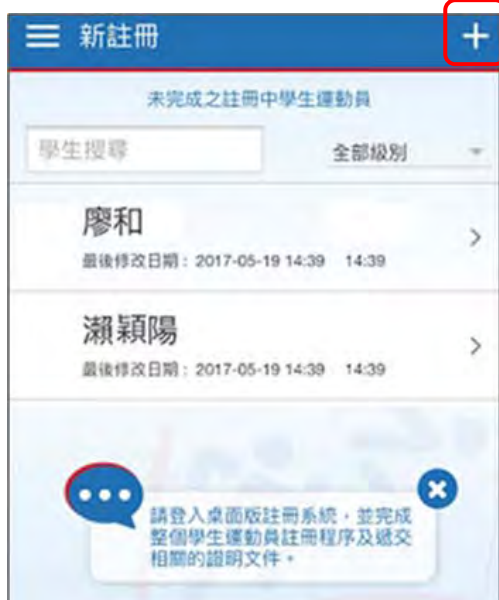 新註冊
未完成之註冊中學生運動員
學生搜尋 全部級別
廖和
最後修改日期：2017-05-19 14:39 14:39
瀨穎陽
最後修改日期：2017-05-19 14:39 14:39
請登入桌面版註冊系統，並完成
整個學生運動員註冊程序及遞交
相關的證明文件。